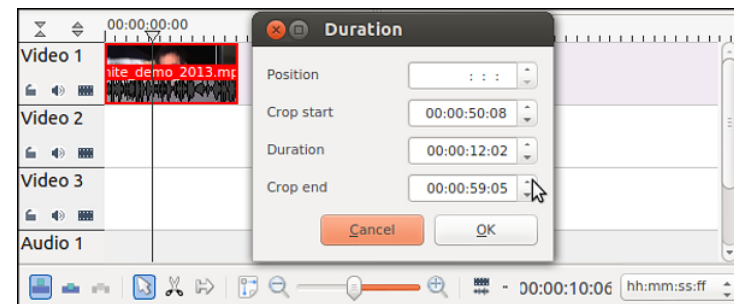 00:00:00:00
Duration
Video 1
ite_demo_2013.mp
Position
: : :
Crop start
00:00:50:08
Video 2
Duration
00:00:12:02
Video 3
Crop end
00:00:59:05
Cancel
OK
Audio 1
00:00:10:06
hh:mm:ss:ff